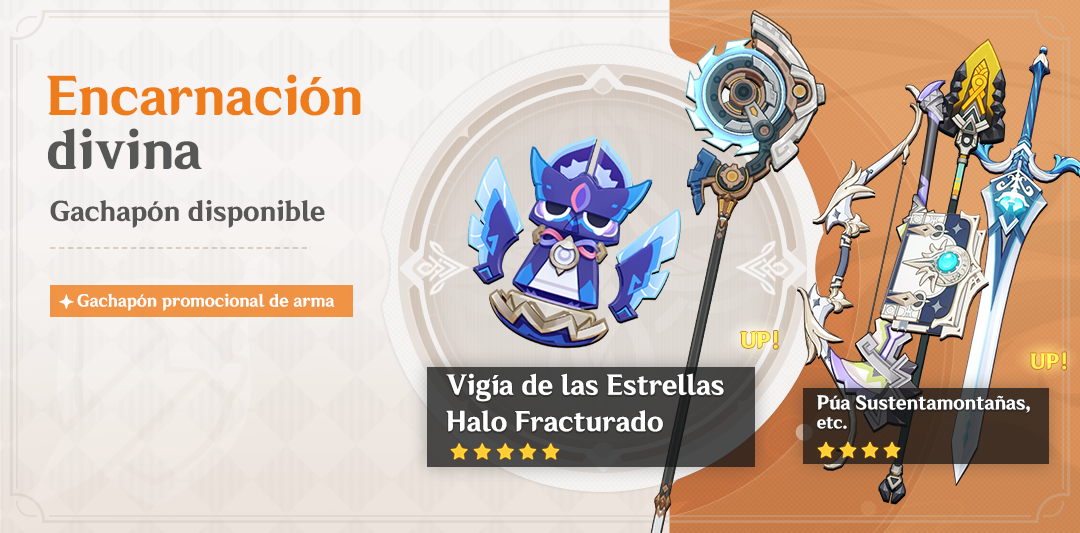 Encarnación
divina
Gachapón disponible
Gachapón promocional de arma
UP!
Vigía de las Estrellas
Halo Fracturado
UP!
Púa Sustentamontañas,
etc.